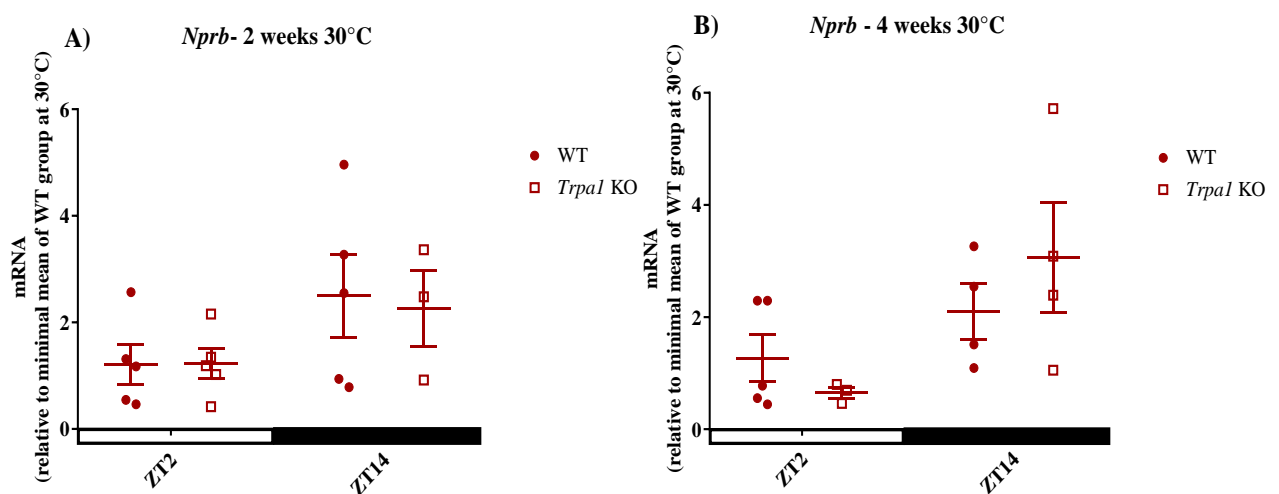 A)
Nprb- 2 weeks 30°C
mRNA
(relative to minimal mean of WT group at 30°C)
6
4
2
0
ZT2
ZT14
WT
Trpa1 KO
B)
Nprb - 4 weeks 30°C
mRNA
(relative to minimal mean of WT group at 30°C)
6
4
2
0
ZT2
ZT14
WT
Trpa1 KO